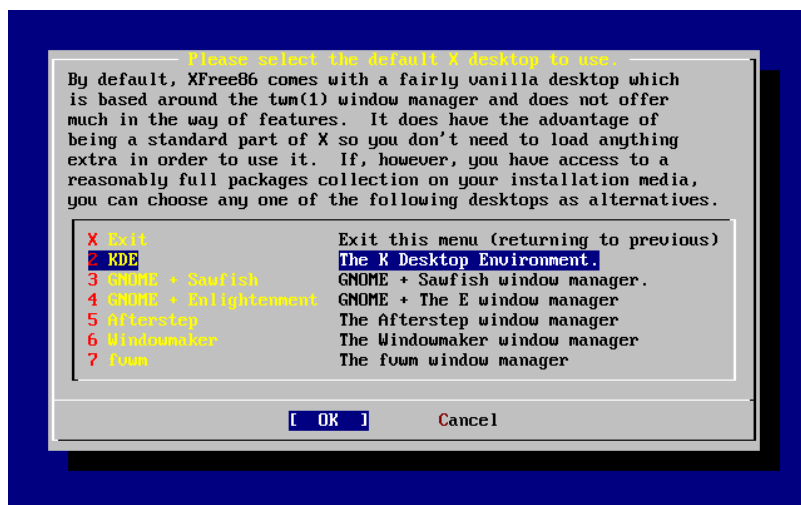 Please select the default X desktop to use.
By default, XFree86 comes with a fairly vanilla desktop which
is based around the twm(1) window manager and does not offer
much in the way of features.  It does have the advantage of
being a standard part of X so you don't need to load anything
extra in order to use it.  If, however, you have access to a
reasonably full packages collection on your installation media,
you can choose any one of the following desktops as alternatives.
X Exit Exit this menu (returning to previous)
2 KDE The K Desktop Environment.
3 GNOME + Sawfish GNOME + Sawfish window manager.
4 GNOME + Enlightenment GNOME + The E window manager
5 Afterstep The Afterstep window manager
6 Windowmaker The Windowmaker window manager
7 fvwm The fvwm window manager
[ OK ] Cancel